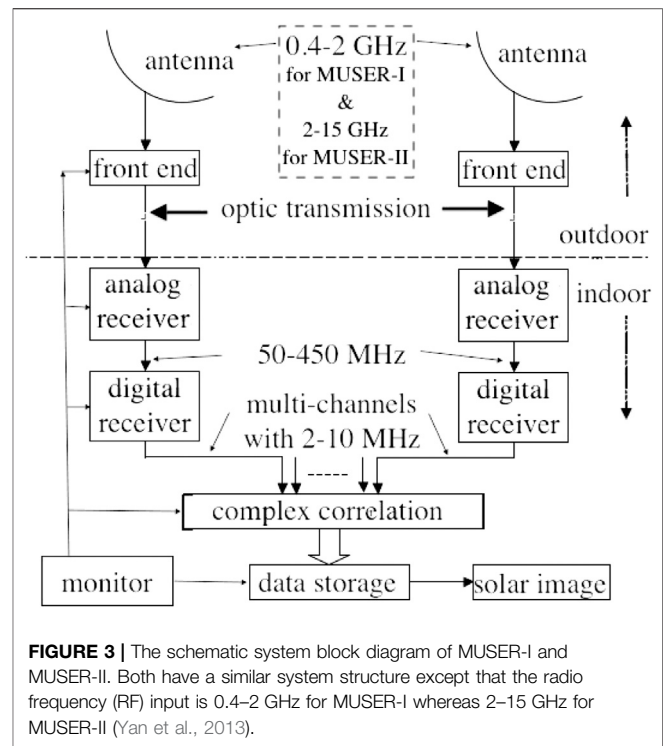 antenna
0.4-2 GHz
for MUSER-I
&
2-15 GHz
for MUSER-II
antenna
front end
front end
optic transmission
outdoor
indoor
analog
receiver
analog
receiver
50-450 MHz
digital
receiver
digital
receiver
multi-channels
with 2-10 MHz
complex correlation
monitor
data storage
solar image
FIGURE 3 | The schematic system block diagram of MUSER-I and
MUSER-II. Both have a similar system structure except that the radio
frequency (RF) input is 0.4–2 GHz for MUSER-I whereas 2–15 GHz for
MUSER-II (Yan et al., 2013).